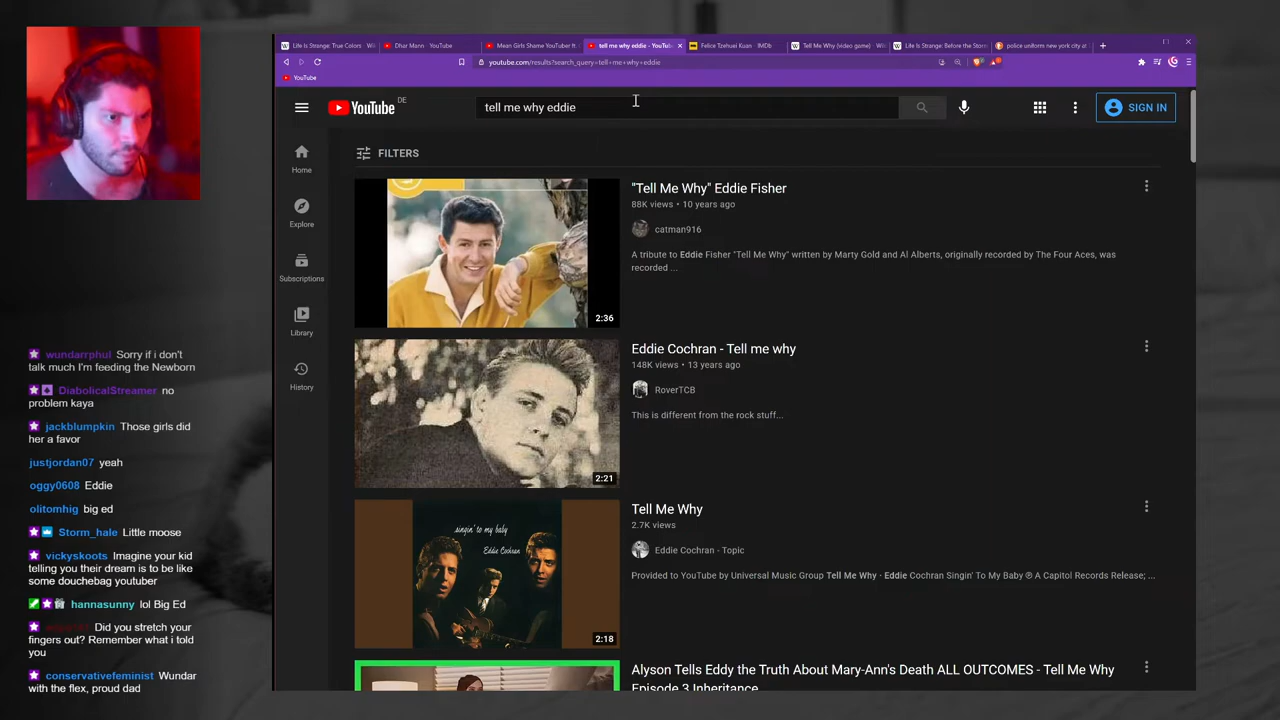 Life Is Strange: True Colors - Wiki
Dhar Mann - YouTube
Mean Girls Shame YouTuber ft.
tell me why eddie - YouTube
Felice Tzehuei Kuan - IMDb
Tell Me Why (video game) - Wiki
Life Is Strange: Before the Storm
police uniform new york city at
youtube.com/results?search_query=tell+me+why+eddie
YouTube
YouTube DE
tell me why eddie
SIGN IN
FILTERS
Home
Explore
Subscriptions
Library
History
"Tell Me Why" Eddie Fisher
88K views • 10 years ago
catman916
A tribute to Eddie Fisher "Tell Me Why" written by Marty Gold and Al Alberts, originally recorded by The Four Aces, was
recorded ...
2:36
Eddie Cochran - Tell me why
148K views • 13 years ago
RoverTCB
This is different from the rock stuff...
2:21
singin' to my baby
Eddie Cochran
2:18
Tell Me Why
2.7K views
Eddie Cochran - Topic
Provided to YouTube by Universal Music Group Tell Me Why · Eddie Cochran Singin' To My Baby ℗ A Capitol Records Release; ...
Alyson Tells Eddy the Truth About Mary-Ann's Death ALL OUTCOMES - Tell Me Why
Episode 3 Inheritance
wundarrphul Sorry if i don't
talk much I'm feeding the Newborn
DiabolicalStreamer no
problem kaya
jackblumpkin Those girls did
her a favor
justjordan07 yeah
oggy0608 Eddie
olitomhig big ed
Storm_hale Little moose
vickyskoots Imagine your kid
telling you their dream is to be like
some douchebag youtuber
hannasunny lol Big Ed
Did you stretch your
fingers out? Remember what i told
you
conservativefeminist Wundar
with the flex, proud dad